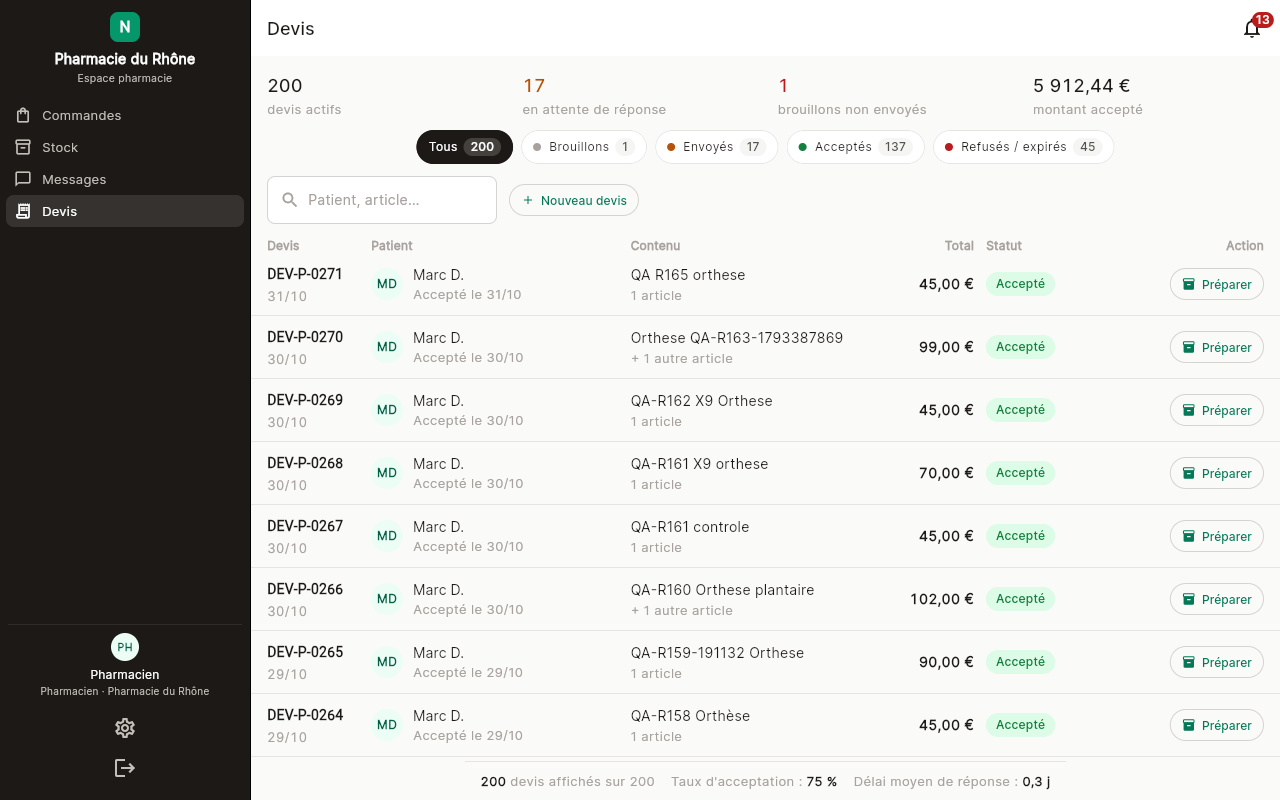 N
Pharmacie du Rhône
Espace pharmacie
Commandes
Stock
Messages
Devis
PH
Pharmacien
Pharmacien · Pharmacie du Rhône
Devis
13
200
devis actifs
17
en attente de réponse
1
brouillons non envoyés
5 912,44 €
montant accepté
Tous 200
Brouillons 1
Envoyés 17
Acceptés 137
Refusés / expirés 45
Patient, article...
+ Nouveau devis
Devis Patient Contenu Total Statut Action
DEV-P-0271 MD Marc D. QA R165 orthese 45,00 € Accepté Préparer
31/10 Accepté le 31/10 1 article
DEV-P-0270 MD Marc D. Orthese QA-R163-1793387869 99,00 € Accepté Préparer
30/10 Accepté le 30/10 + 1 autre article
DEV-P-0269 MD Marc D. QA-R162 X9 Orthese 45,00 € Accepté Préparer
30/10 Accepté le 30/10 1 article
DEV-P-0268 MD Marc D. QA-R161 X9 orthese 70,00 € Accepté Préparer
30/10 Accepté le 30/10 1 article
DEV-P-0267 MD Marc D. QA-R161 controle 45,00 € Accepté Préparer
30/10 Accepté le 30/10 1 article
DEV-P-0266 MD Marc D. QA-R160 Orthese plantaire 102,00 € Accepté Préparer
30/10 Accepté le 30/10 + 1 autre article
DEV-P-0265 MD Marc D. QA-R159-191132 Orthese 90,00 € Accepté Préparer
29/10 Accepté le 29/10 1 article
DEV-P-0264 MD Marc D. QA-R158 Orthèse 45,00 € Accepté Préparer
29/10 Accepté le 29/10 1 article
200 devis affichés sur 200 Taux d'acceptation : 75 % Délai moyen de réponse : 0,3 j